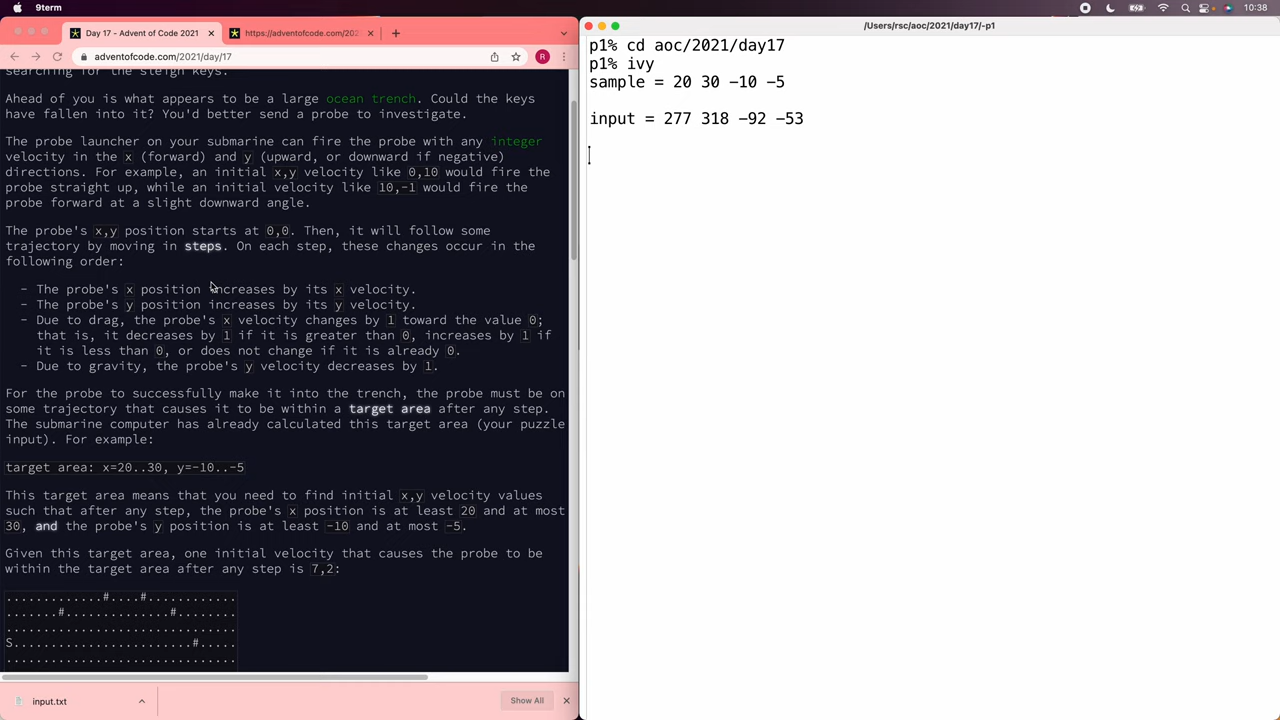 9term
10:38
Day 17 - Advent of Code 2021
https://adventofcode.com/202
adventofcode.com/2021/day/17
R
searching for the sleigh keys.
Ahead of you is what appears to be a large ocean trench. Could the keys
have fallen into it? You'd better send a probe to investigate.
The probe launcher on your submarine can fire the probe with any integer
velocity in the x (forward) and y (upward, or downward if negative)
directions. For example, an initial x,y velocity like 0,10 would fire the
probe straight up, while an initial velocity like 10,-1 would fire the
probe forward at a slight downward angle.
The probe's x,y position starts at 0,0. Then, it will follow some
trajectory by moving in steps. On each step, these changes occur in the
following order:
- The probe's x position increases by its x velocity.
- The probe's y position increases by its y velocity.
- Due to drag, the probe's x velocity changes by 1 toward the value 0;
that is, it decreases by 1 if it is greater than 0, increases by 1 if
it is less than 0, or does not change if it is already 0.
- Due to gravity, the probe's y velocity decreases by 1.
For the probe to successfully make it into the trench, the probe must be on
some trajectory that causes it to be within a target area after any step.
The submarine computer has already calculated this target area (your puzzle
input). For example:
target area: x=20..30, y=-10..-5
This target area means that you need to find initial x,y velocity values
such that after any step, the probe's x position is at least 20 and at most
30, and the probe's y position is at least -10 and at most -5.
Given this target area, one initial velocity that causes the probe to be
within the target area after any step is 7,2:
.............#....#............
.......#..............#........
...............................
S........................#.....
...............................
input.txt
Show All
/Users/rsc/aoc/2021/day17/-p1
p1% cd aoc/2021/day17
p1% ivy
sample = 20 30 -10 -5
input = 277 318 -92 -53